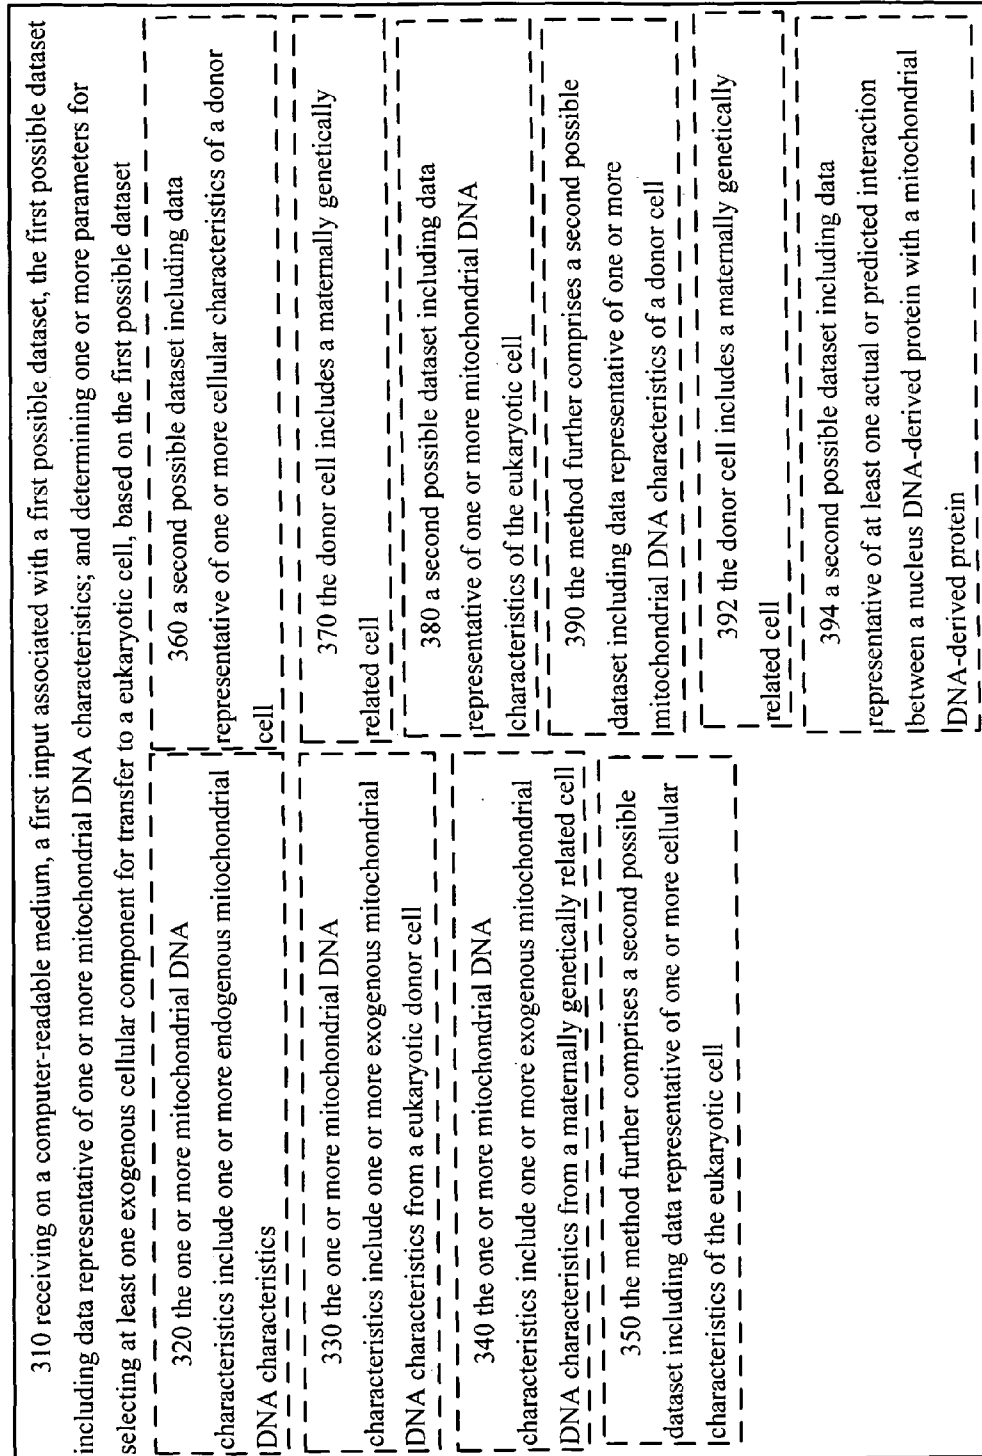 310 receiving on a computer-readable medium, a first input associated with a first possible dataset, the first possible dataset
including data representative of one or more mitochondrial DNA characteristics; and determining one or more parameters for
selecting at least one exogenous cellular component for transfer to a eukaryotic cell, based on the first possible dataset
320 the one or more mitochondrial DNA
characteristics include one or more endogenous mitochondrial
DNA characteristics
330 the one or more mitochondrial DNA
characteristics include one or more exogenous mitochondrial
DNA characteristics from a eukaryotic donor cell
340 the one or more mitochondrial DNA
characteristics include one or more exogenous mitochondrial
DNA characteristics from a maternally genetically related cell
350 the method further comprises a second possible
dataset including data representative of one or more cellular
characteristics of the eukaryotic cell
360 a second possible dataset including data
representative of one or more cellular characteristics of a donor
cell
370 the donor cell includes a maternally genetically
related cell
380 a second possible dataset including data
representative of one or more mitochondrial DNA
characteristics of the eukaryotic cell
390 the method further comprises a second possible
dataset including data representative of one or more
mitochondrial DNA characteristics of a donor cell
392 the donor cell includes a maternally genetically
related cell
394 a second possible dataset including data
representative of at least one actual or predicted interaction
between a nucleus DNA-derived protein with a mitochondrial
DNA-derived protein